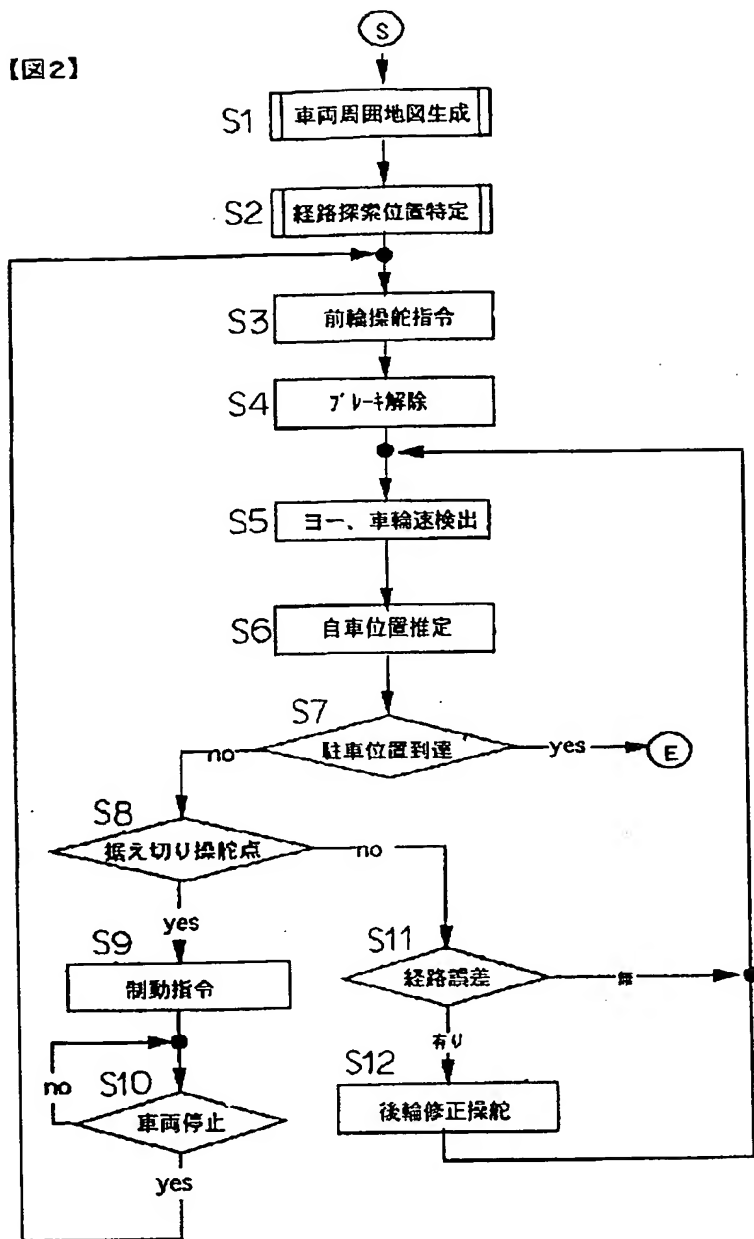 S
【図2】
S1 車両周囲地図生成
S2 経路探索位置特定
S3 前輪操舵指令
S4 ブレーキ解除
S5 ヨー、車輪速検出
S6 自車位置推定
S7
駐車位置到達
no
yes
E
S8
据え切り操舵点
no
yes
S9
制動指令
S11
経路誤差
無
有り
S10
no
車両停止
yes
S12
後輪修正操舵